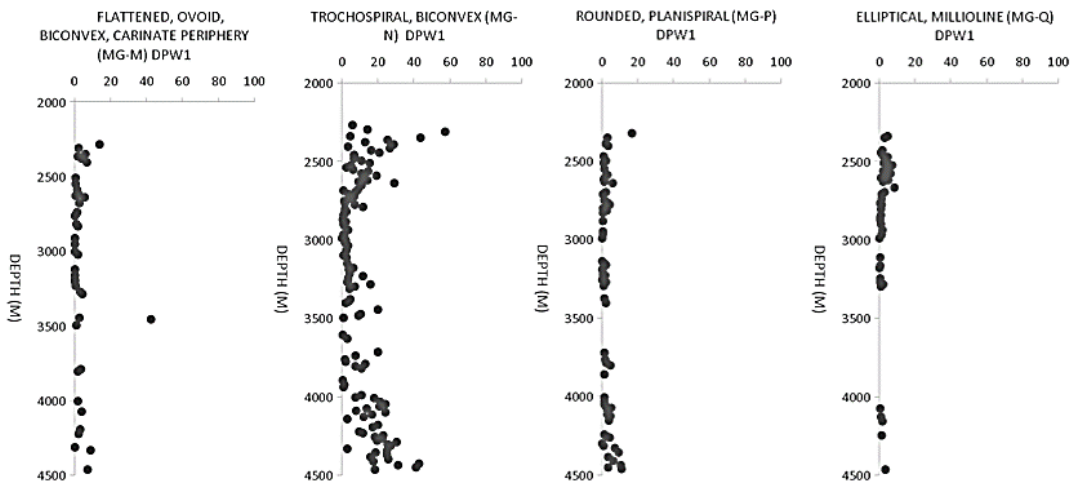 FLATTENED, OVOID,
BICONVEX, CARINATE PERIPHERY
(MG-M) DPW1
0 20 40 60 80 100
2000
2500
3000
3500
4000
4500
DEPTH (M)
TROCHOSPIRAL, BICONVEX (MG-
N) DPW1
0 20 40 60 80 100
2000
2500
3000
3500
4000
4500
DEPTH (M)
ROUNDED, PLANISPIRAL (MG-P)
DPW1
0 20 40 60 80 100
2000
2500
3000
3500
4000
4500
DEPTH (M)
ELLIPTICAL, MILLIOLINE (MG-Q)
DPW1
0 20 40 60 80 100
2000
2500
3000
3500
4000
4500
DEPTH (M)